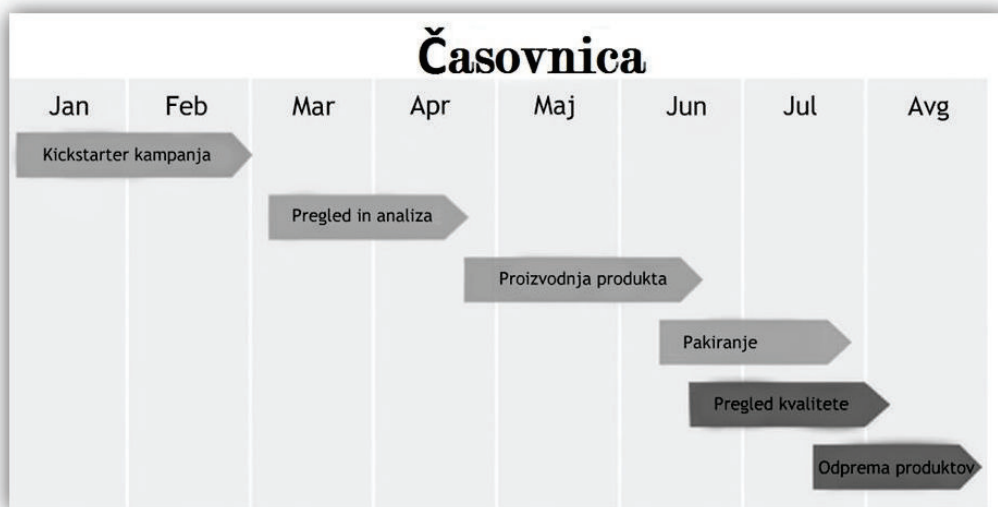 Časovnica
Jan Feb Mar Apr Maj Jun Jul Avg
Kickstarter kampanja
Pregled in analiza
Proizvodnja produkta
Pakiranje
Pregled kvalitete
Odprema produktov